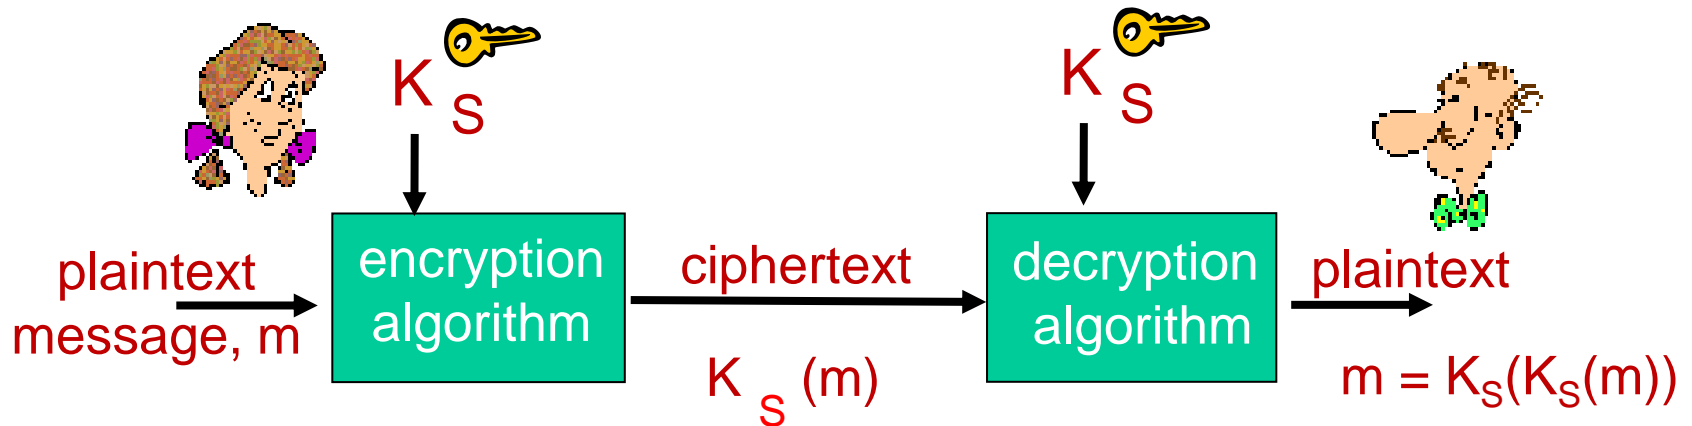 K S
K S
plaintext
message, m
encryption
algorithm
ciphertext
K S (m)
decryption
algorithm
plaintext
m = KS(KS(m))